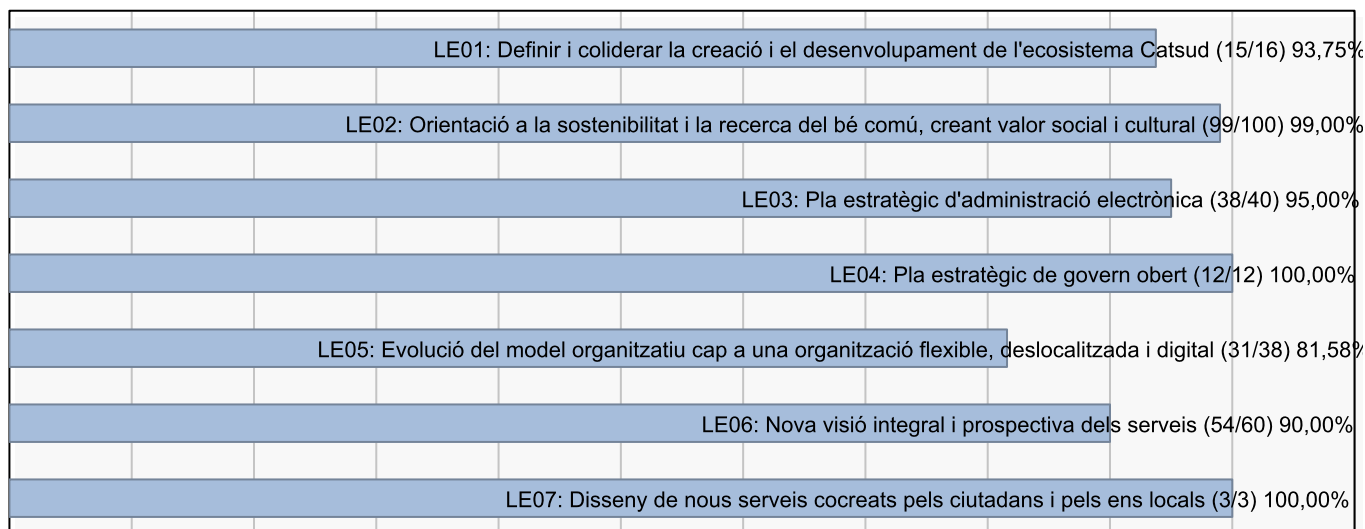 LE01: Definir i coliderar la creació i el desenvolupament de l'ecosistema Catsud (15/16) 93,75%
LE02: Orientació a la sostenibilitat i la recerca del bé comú, creant valor social i cultural (99/100) 99,00%
LE03: Pla estratègic d'administració electrònica (38/40) 95,00%
LE04: Pla estratègic de govern obert (12/12) 100,00%
LE05: Evolució del model organitzatiu cap a una organització flexible, deslocalitzada i digital (31/38) 81,58%
LE06: Nova visió integral i prospectiva dels serveis (54/60) 90,00%
LE07: Disseny de nous serveis cocreats pels ciutadans i pels ens locals (3/3) 100,00%